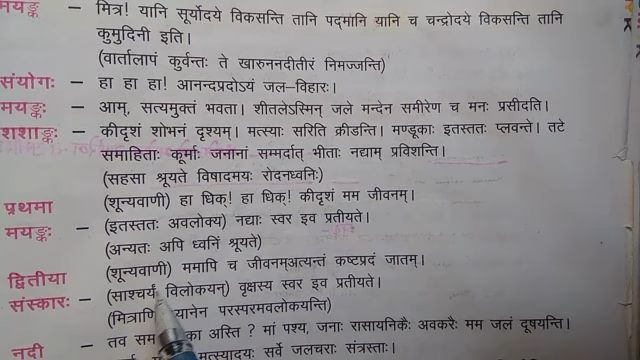 मयङ्कः – मित्र! यानि सूर्योदये विकसन्ति तानि पद्मानि यानि च चन्द्रोदये विकसन्ति तानि
कुमुदिनी इति।
(वार्तालापं कुर्वन्तः ते खारुननदीतीरं निमज्जन्ति)
संयोगः – हा हा हा! आनन्दप्रदोऽयं जल–विहारः।
मयङ्कः – आम्, सत्यमुक्तं भवता। शीतलेऽस्मिन् जले मन्देन समीरेण च मनः प्रसीदति।
शशाङ्कः – कीदृशं शोभनं दृश्यम्। मत्स्याः सरिति क्रीडन्ति। मण्डूकाः इतस्ततः प्लवन्ते। तटे
समाहिताः कूर्माः जनानां सम्मर्दात् भीताः नद्याम् प्रविशन्ति।
(सहसा श्रूयते विषादमयः रोदनध्वनिः)
प्रथमा (शून्यवाणी) हा धिक्! हा धिक्! कीदृशं मम जीवनम्।
मयङ्कः – (इतस्ततः अवलोक्य) नद्याः स्वर इव प्रतीयते।
(अन्यतः अपि ध्वनिं श्रूयते)
द्वितीया (शून्यवाणी) ममापि च जीवनम्अत्यन्तं कष्टप्रदं जातम्।
संस्कारः – (साश्चर्यं विलोकयन्) वृक्षस्य स्वर इव प्रतीयते।
परस्परमवलोकयन्ति)
नदी – तव का अस्ति ? मां पश्य, जनाः रासायनिकैः अवकरैः मम जलं दूषयन्ति।
मत्स्यादयः सर्वे जलचराः संत्रस्ताः।